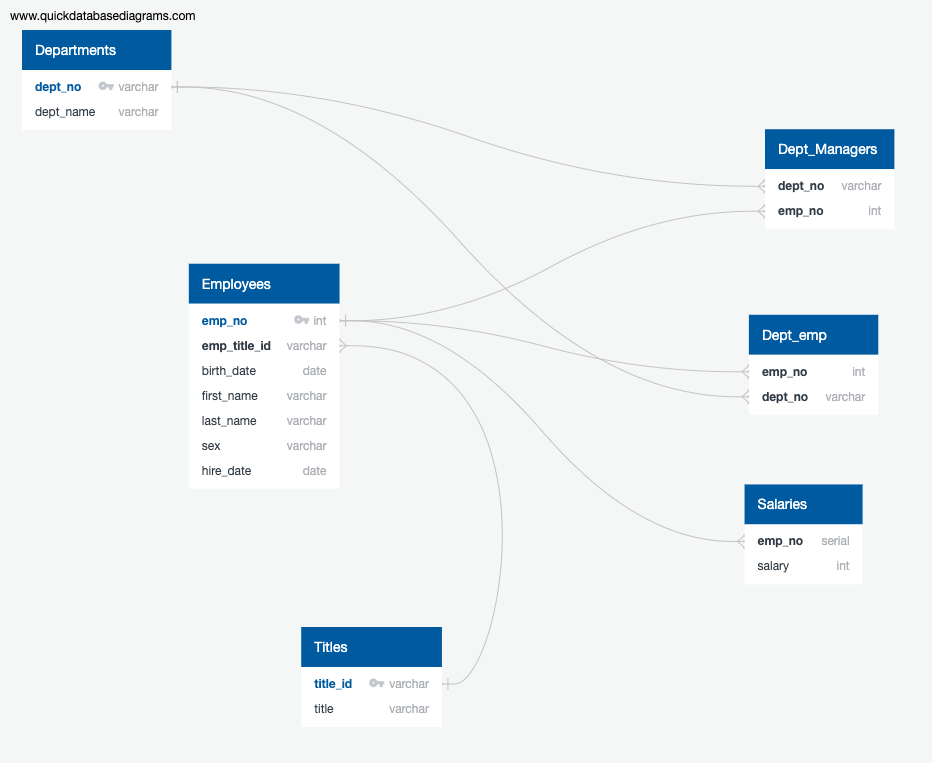 www.quickdatabasediagrams.com
Departments
dept_no varchar
dept_name varchar
Dept_Managers
dept_no varchar
emp_no int
Employees
emp_no int
emp_title_id varchar
birth_date date
first_name varchar
last_name varchar
sex varchar
hire_date date
Dept_emp
emp_no int
dept_no varchar
Salaries
emp_no serial
salary int
Titles
title_id varchar
title varchar